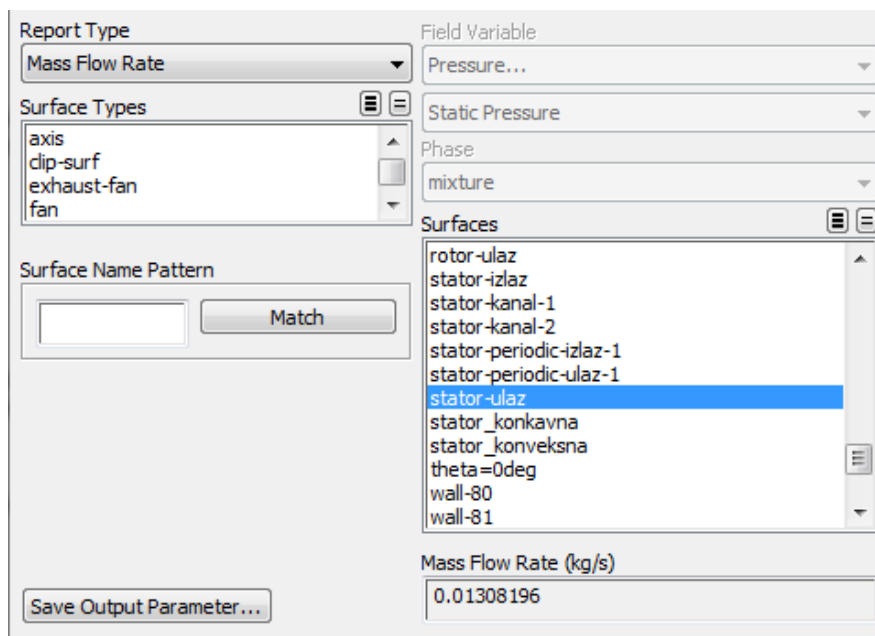 Report Type
Mass Flow Rate
Surface Types
axis
clip-surf
exhaust-fan
fan
Surface Name Pattern
Match
Save Output Parameter...
Field Variable
Pressure...
Static Pressure
Phase
mixture
Surfaces
rotor-ulaz
stator-izlaz
stator-kanal-1
stator-kanal-2
stator-periodic-izlaz-1
stator-periodic-ulaz-1
stator-ulaz
stator_konkavna
stator_konveksna
theta=0deg
wall-80
wall-81
Mass Flow Rate (kg/s)
0.01308196